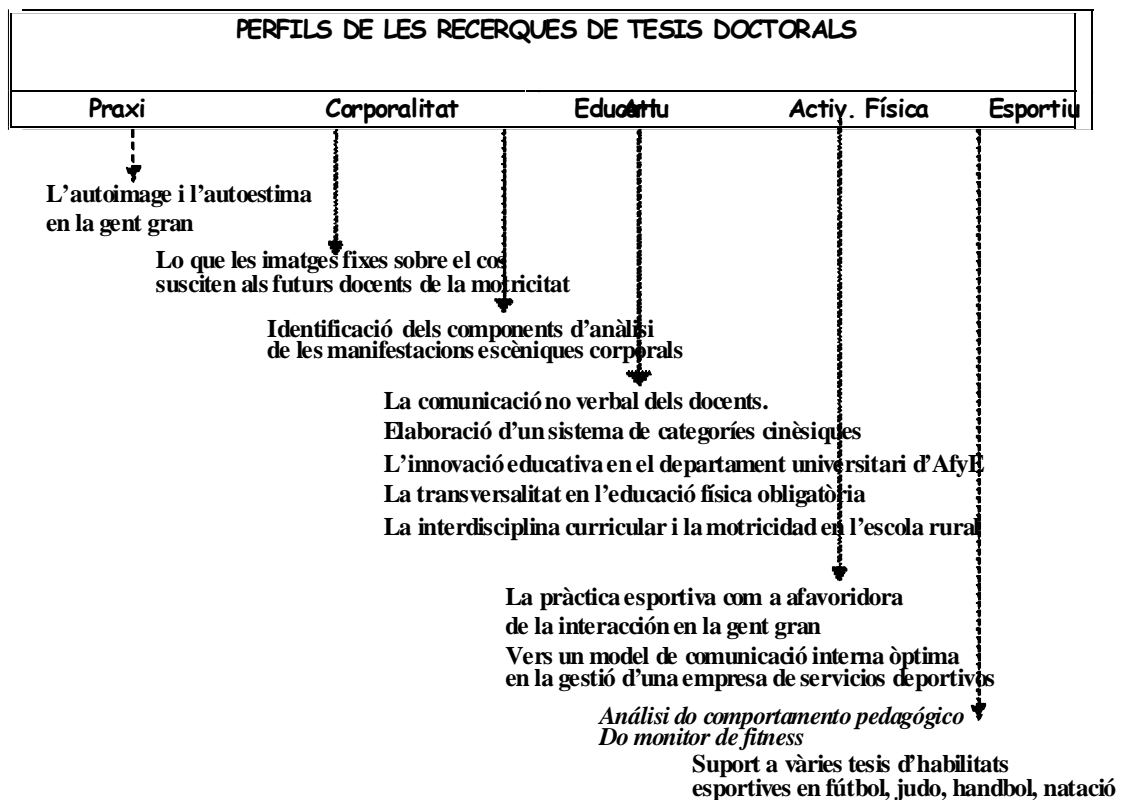 PERFILS DE LES RECERQUES DE TESIS DOCTORALS
Praxi Corporalitat Educatiu Activ. Física Esportiu
L’autoimage i l’autoestima
en la gent gran
Lo que les imatges fixes sobre el cos
susciten als futurs docents de la motricitat
Identificació dels components d’anàlisi
de les manifestacions escèniques corporals
La comunicació no verbal dels docents.
Elaboració d’un sistema de categoríes cinèsiques
L’innovació educativa en el departament universitari d’AfyE
La transversalitat en l’educació física obligatòria
La interdisciplina curricular i la motricidad en l’escola rural
La pràctica esportiva com a afavoridora
de la interacción en la gent gran
Vers un model de comunicació interna òptima
en la gestió d’una empresa de servicios deportivos
Análisi do comportamento pedagógico
Do monitor de fitness
Suport a vàries tesis d’habilitats
esportives en fútbol, judo, handbol, natació